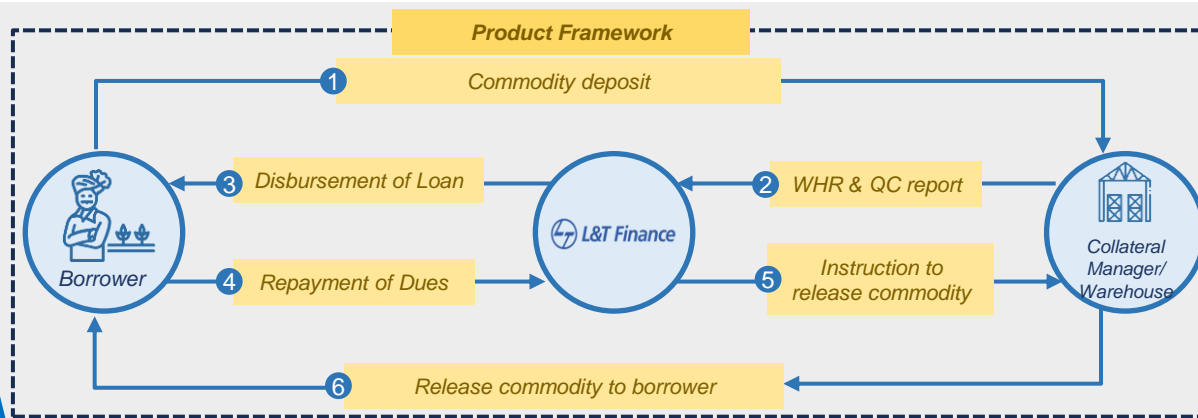 Product Framework
1
Commodity deposit
3
Disbursement of Loan
2
WHR & QC report
L&T Finance
Borrower
4
Repayment of Dues
5
Instruction to
release commodity
Collateral
Manager/
Warehouse
6
Release commodity to borrower